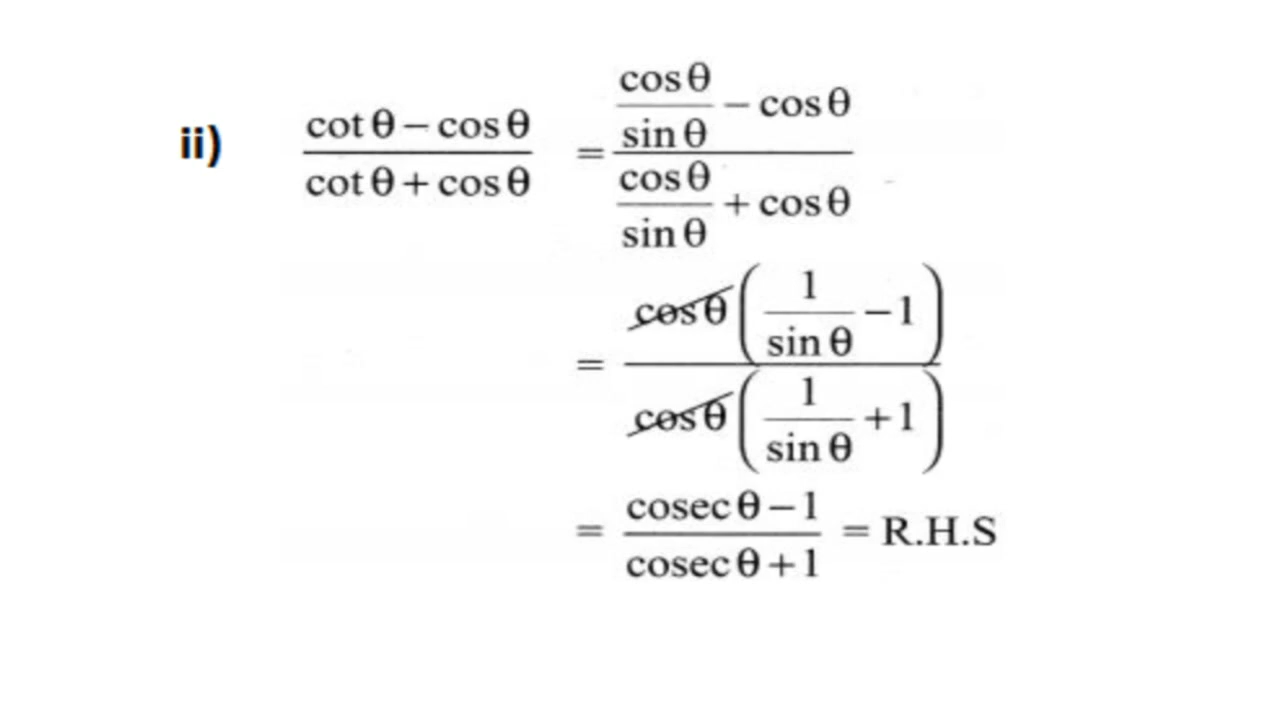 ii) (cot θ − cos θ)/(cot θ + cos θ) = (cos θ/sin θ − cos θ)/(cos θ/sin θ + cos θ)
= (cos θ(1/sin θ − 1))/(cos θ(1/sin θ + 1))
= (cosec θ − 1)/(cosec θ + 1) = R.H.S